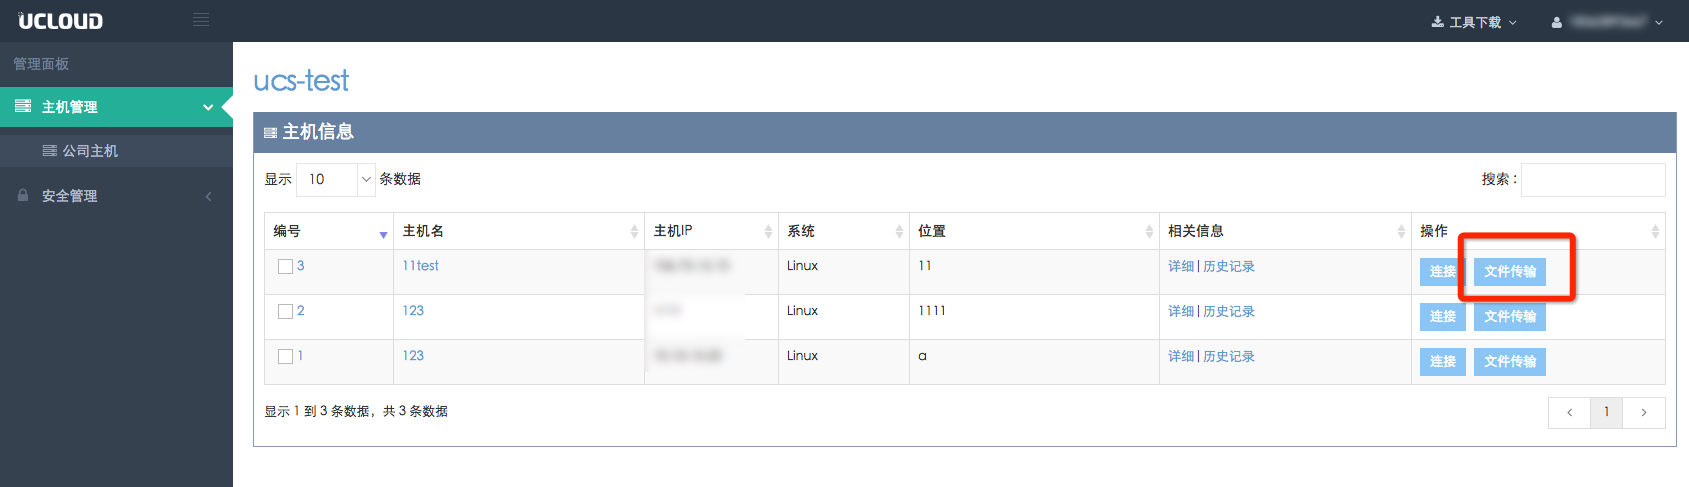 UCLOUD
工具下载
管理面板
主机管理
公司主机
安全管理
ucs-test
主机信息
显示 10 条数据
搜索：
编号 主机名 主机IP 系统 位置 相关信息 操作
3 11test Linux 11 详细 | 历史记录 连接 文件传输
2 123 Linux 1111 详细 | 历史记录 连接 文件传输
1 123 Linux a 详细 | 历史记录 连接 文件传输
显示 1 到 3 条数据，共 3 条数据
1